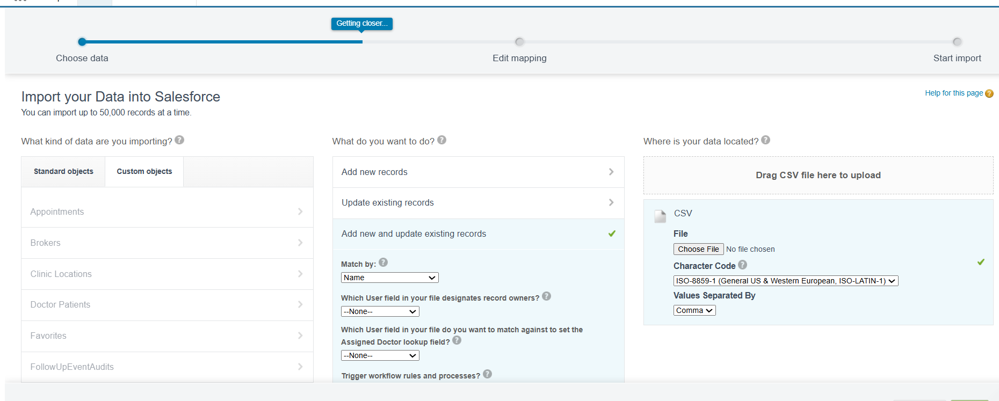 Getting closer...
Choose data
Edit mapping
Start import
Import your Data into Salesforce
Help for this page
You can import up to 50,000 records at a time.
What kind of data are you importing?
Standard objects
Custom objects
Appointments
Brokers
Clinic Locations
Doctor Patients
Favorites
FollowUpEventAudits
What do you want to do?
Add new records
Update existing records
Add new and update existing records
Match by:
Name
Which User field in your file designates record owners?
--None--
Which User field in your file do you want to match against to set the
Assigned Doctor lookup field?
--None--
Trigger workflow rules and processes?
Where is your data located?
Drag CSV file here to upload
CSV
File
Choose File No file chosen
Character Code
ISO-8859-1 (General US & Western European, ISO-LATIN-1)
Values Separated By
Comma